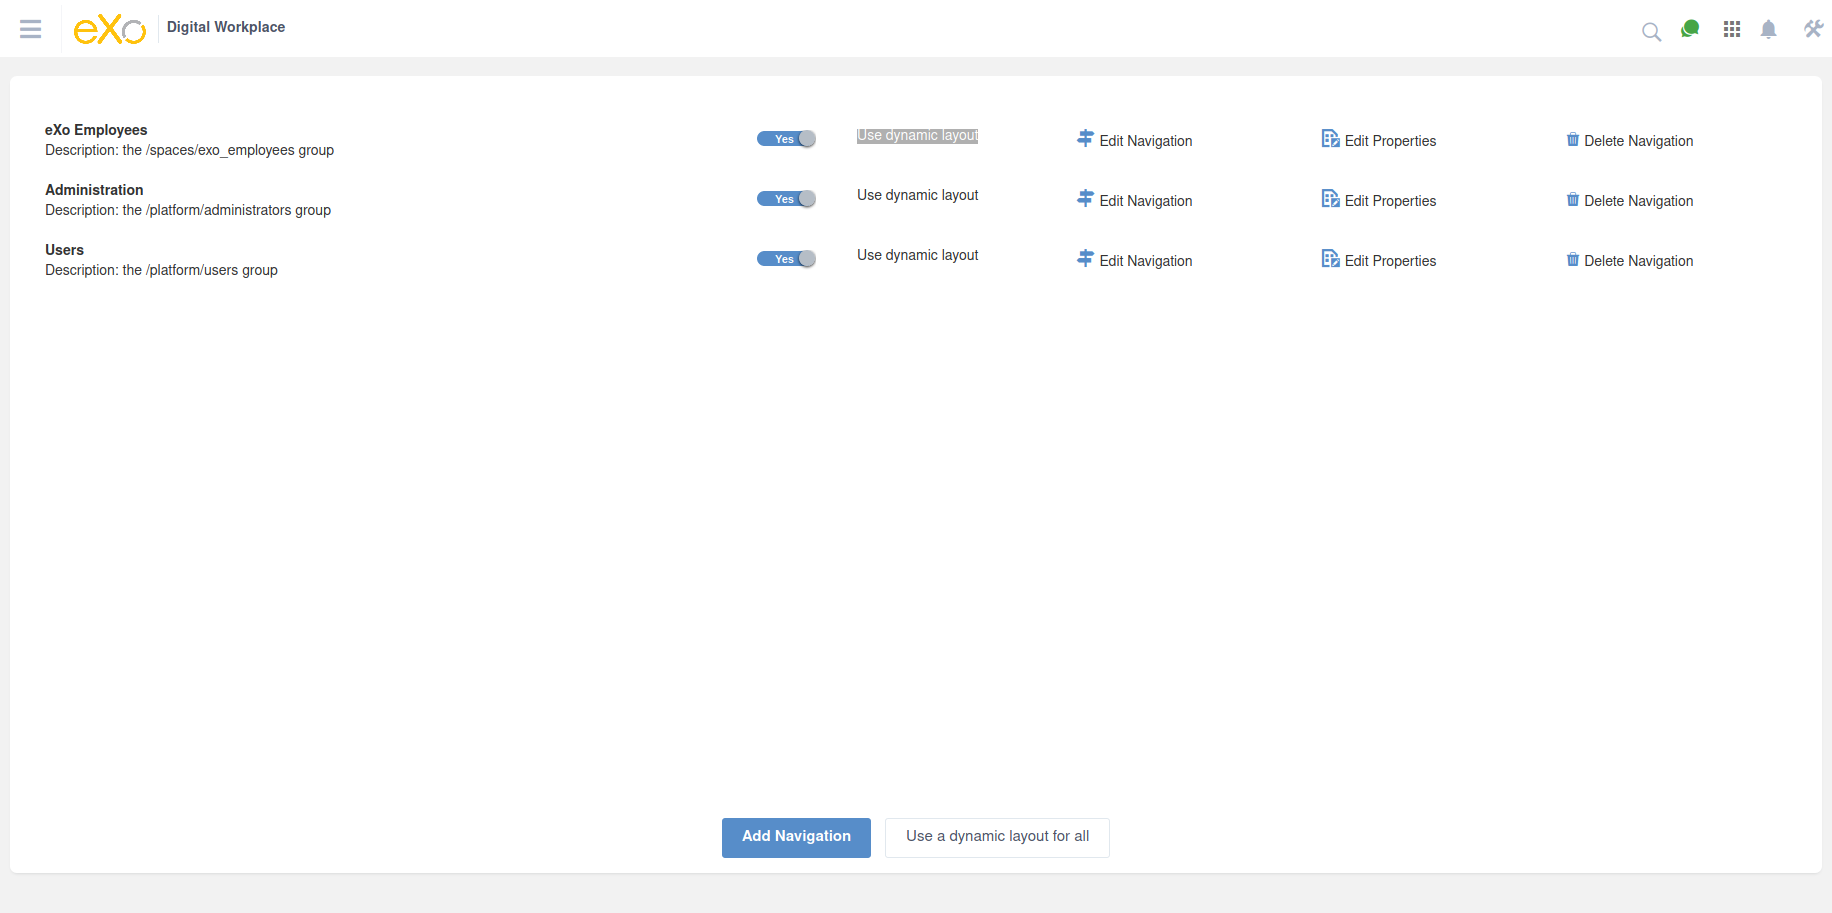 eXo Digital Workplace
eXo Employees
Description: the /spaces/exo_employees group
Yes Use dynamic layout Edit Navigation Edit Properties Delete Navigation
Administration
Description: the /platform/administrators group
Yes Use dynamic layout Edit Navigation Edit Properties Delete Navigation
Users
Description: the /platform/users group
Yes Use dynamic layout Edit Navigation Edit Properties Delete Navigation
Add Navigation Use a dynamic layout for all